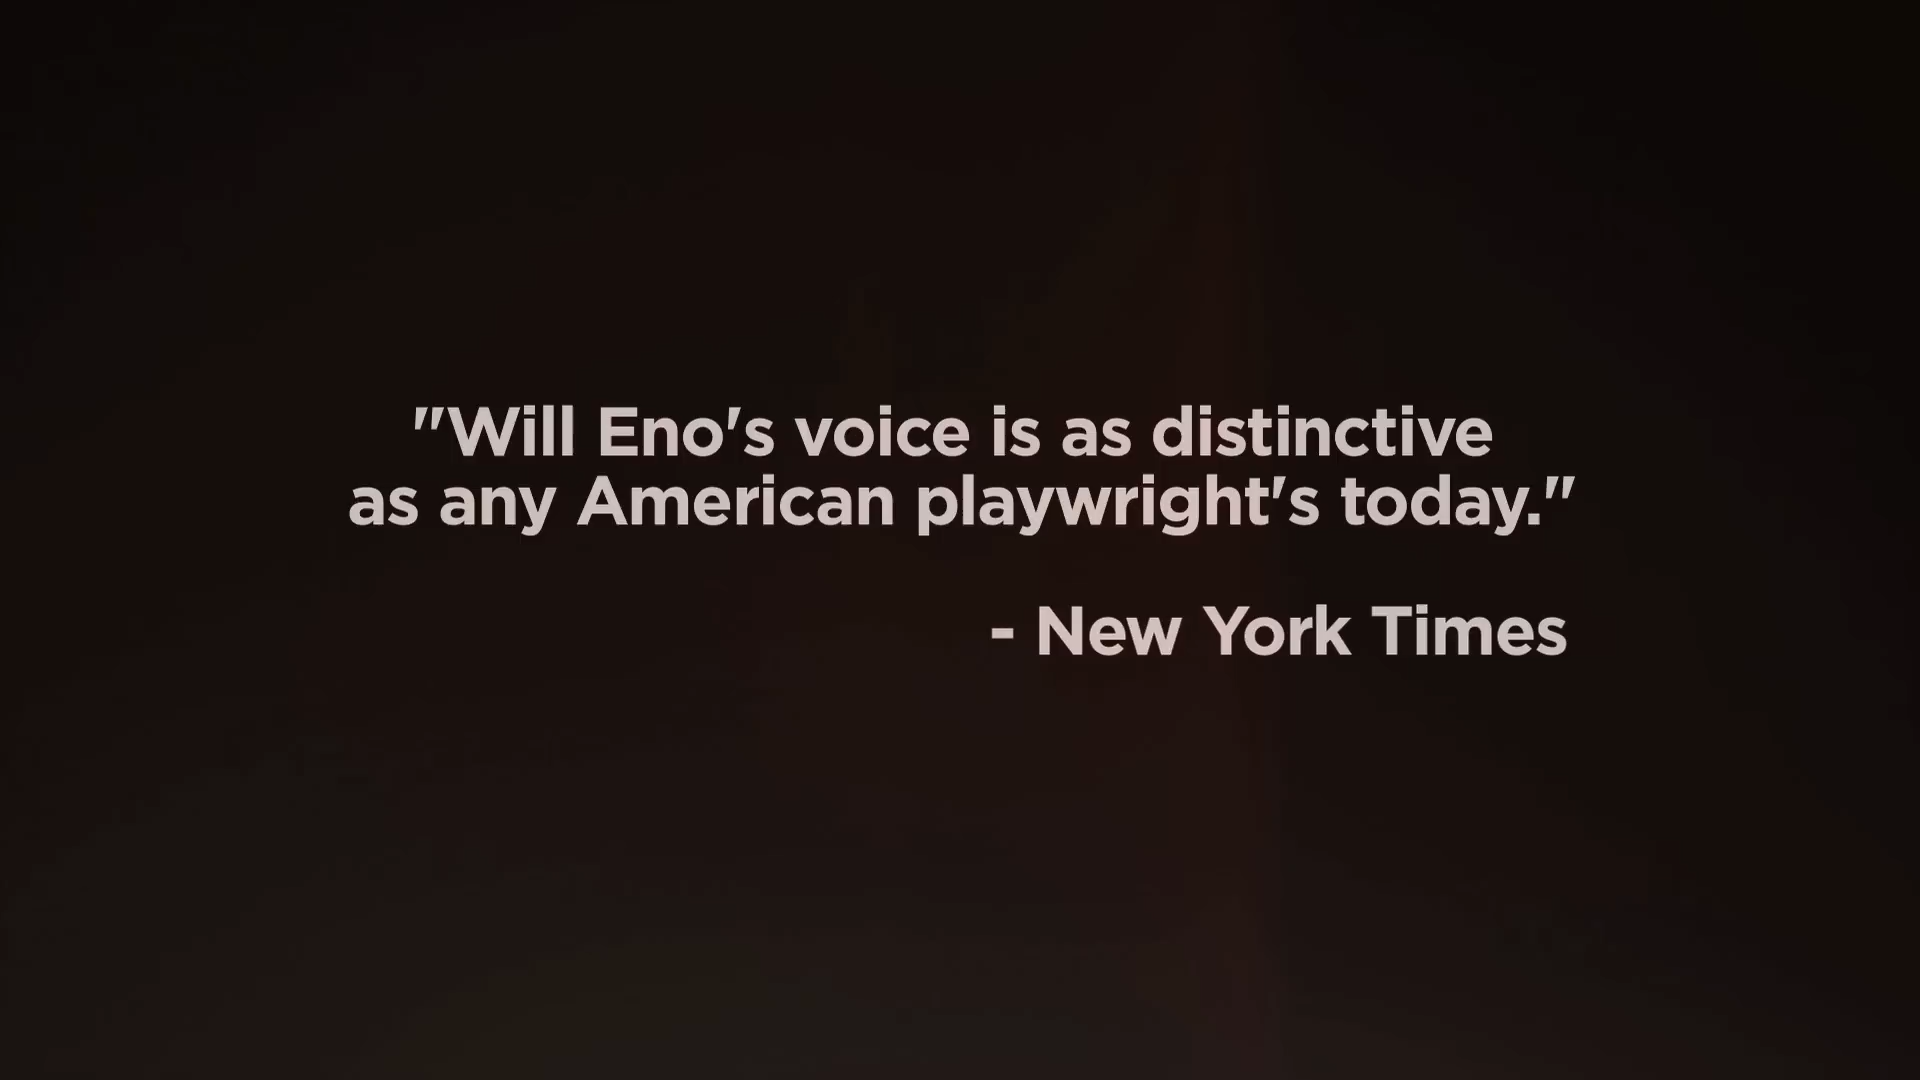 "Will Eno's voice is as distinctive
as any American playwright's today."
- New York Times